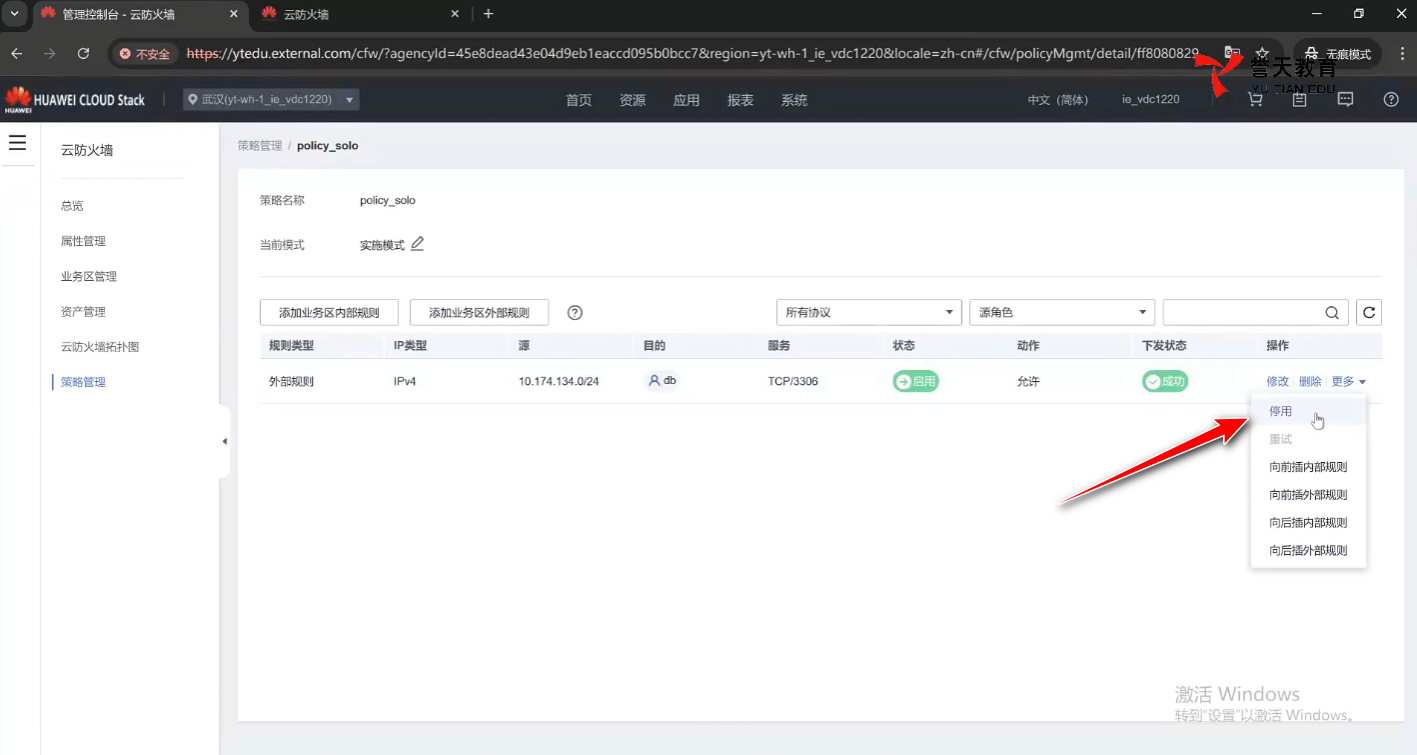 管理控制台 - 云防火墙
云防火墙
不安全
https://ytedu.external.com/cfw/?agencyId=45e8dead43e04d9eb1eaccd095b0bcc7&region=yt-wh-1_ie_vdc1220&locale=zh-cn#/cfw/policyMgmt/detail/ff8080829
无痕模式
誉天教育
YU TIAN EDU
HUAWEI
HUAWEI CLOUD Stack
武汉(yt-wh-1_ie_vdc1220)
首页
资源
应用
报表
系统
中文（简体）
ie_vdc1220
云防火墙
总览
属性管理
业务区管理
资产管理
云防火墙拓扑图
策略管理
策略管理 / policy_solo
策略名称 policy_solo
当前模式 实施模式
添加业务区内部规则
添加业务区外部规则
所有协议
源角色
规则类型 IP类型 源 目的 服务 状态 动作 下发状态 操作
外部规则 IPv4 10.174.134.0/24 db TCP/3306 启用 允许 成功 修改 删除 更多
停用
重试
向前插内部规则
向前插外部规则
向后插内部规则
向后插外部规则
激活 Windows
转到"设置"以激活 Windows。